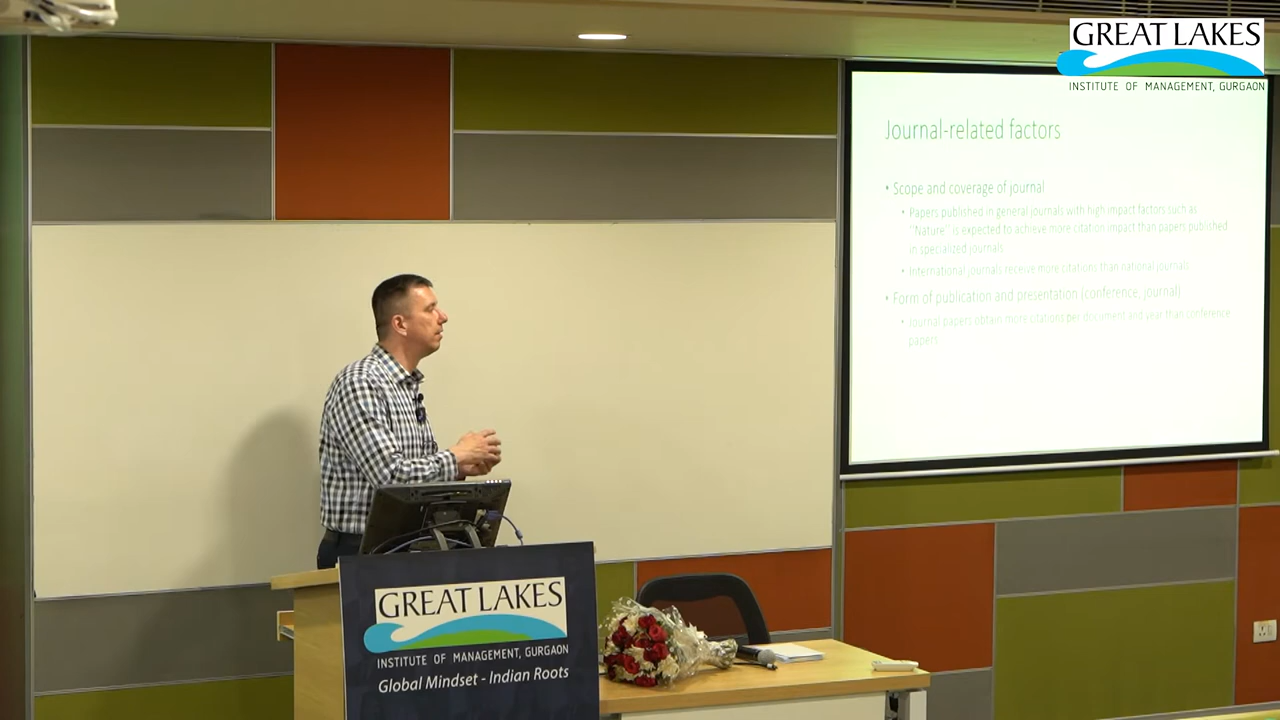 GREAT LAKES
INSTITUTE OF MANAGEMENT, GURGAON
Journal-related factors
• Scope and coverage of journal
• Papers published in general journals with high impact factors such as
"Nature" is expected to achieve more citation impact than papers published
in specialized journals
• International journals receive more citations than national journals
• Form of publication and presentation (conference, journal)
• Journal papers obtain more citations per document and year than conference
papers
GREAT LAKES
INSTITUTE OF MANAGEMENT, GURGAON
Global Mindset - Indian Roots